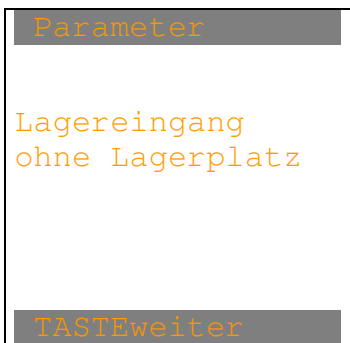 Parameter
Lagereingang
ohne Lagerplatz
TASTEweiter